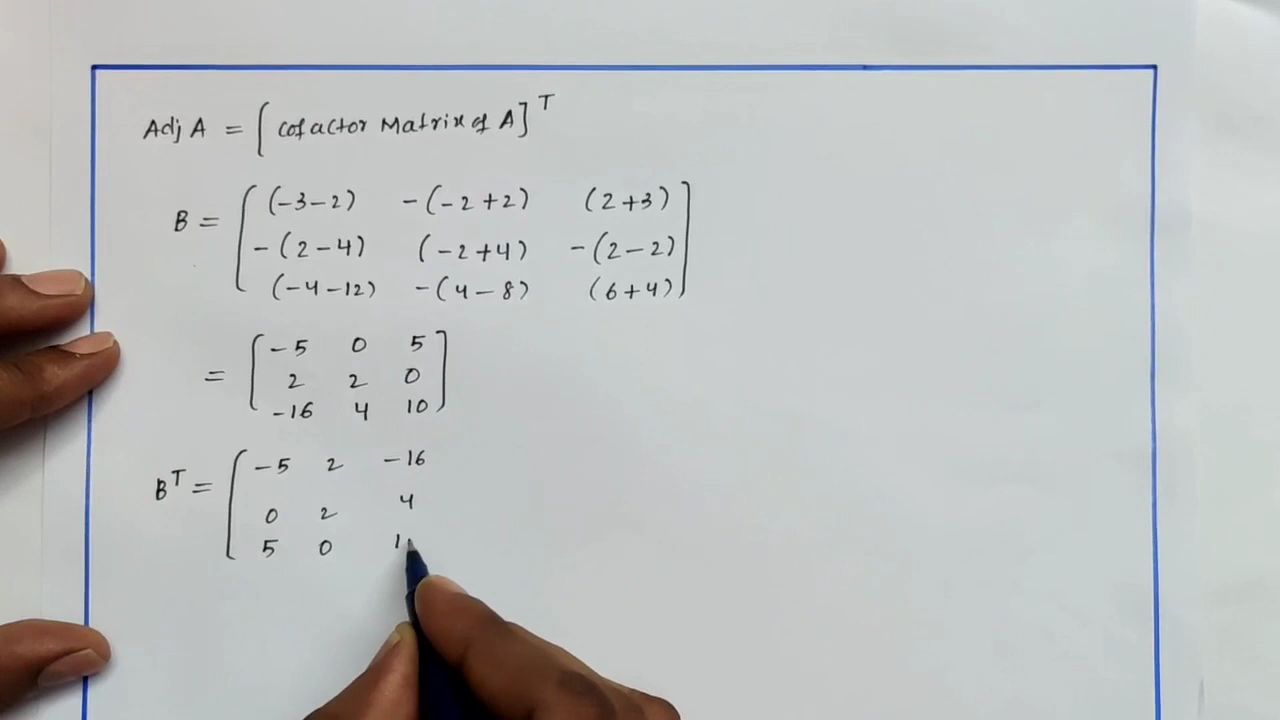 Adj A = [cofactor Matrix of A]^T
B = [(-3-2) -(-2+2) (2+3)
-(2-4) (-2+4) -(2-2)
(-4-12) -(4-8) (6+4)]
= [-5 0 5
2 2 0
-16 4 10]
B^T = [-5 2 -16
0 2 4
5 0 1